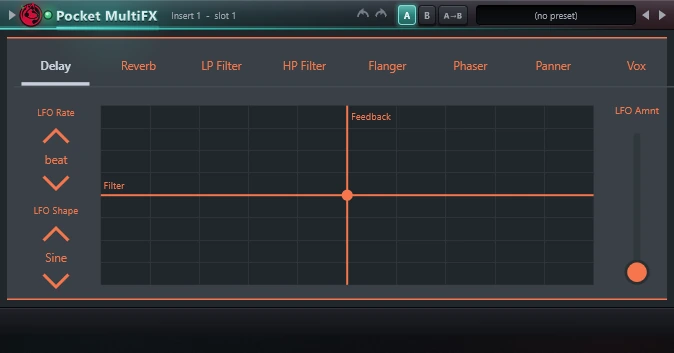 Pocket MultiFX
Insert 1 - slot 1
A
B
A→B
(no preset)
Delay
Reverb
LP Filter
HP Filter
Flanger
Phaser
Panner
Vox
LFO Rate
beat
LFO Shape
Sine
Feedback
Filter
LFO Amnt